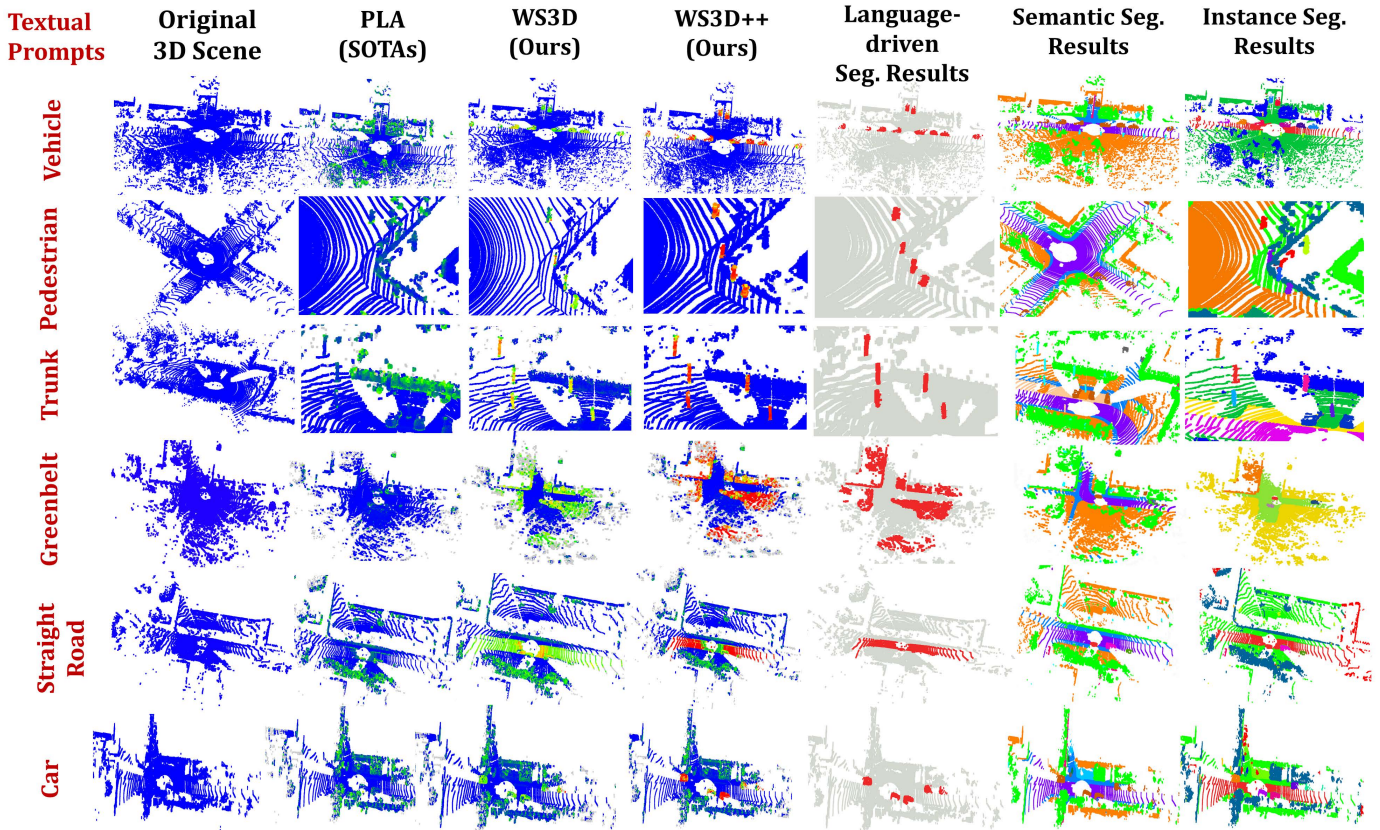 Textual
Prompts
Original
3D Scene
PLA
(SOTAs)
WS3D
(Ours)
WS3D++
(Ours)
Language-
driven
Seg. Results
Semantic Seg.
Results
Instance Seg.
Results
Vehicle
Pedestrian
Trunk
Greenbelt
Straight
Road
Car